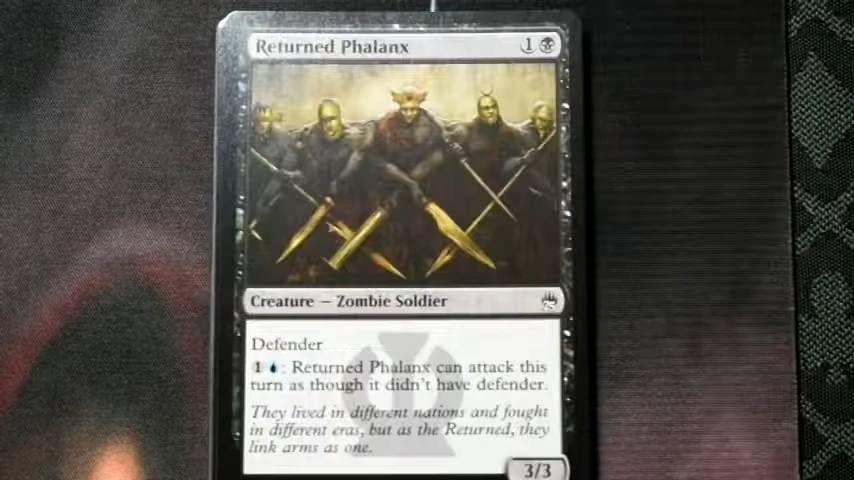 Returned Phalanx 1
Creature — Zombie Soldier
Defender
1 : Returned Phalanx can attack this
turn as though it didn't have defender.
They lived in different nations and fought
in different eras, but as the Returned, they
link arms as one.
3/3